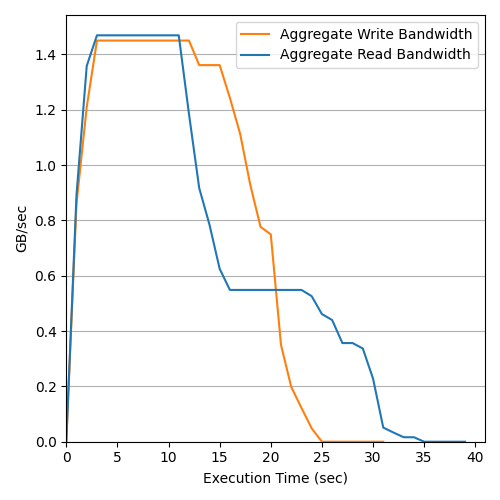 Aggregate Write Bandwidth
Aggregate Read Bandwidth
GB/sec
1.4
1.2
1.0
0.8
0.6
0.4
0.2
0.0
0 5 10 15 20 25 30 35 40
Execution Time (sec)